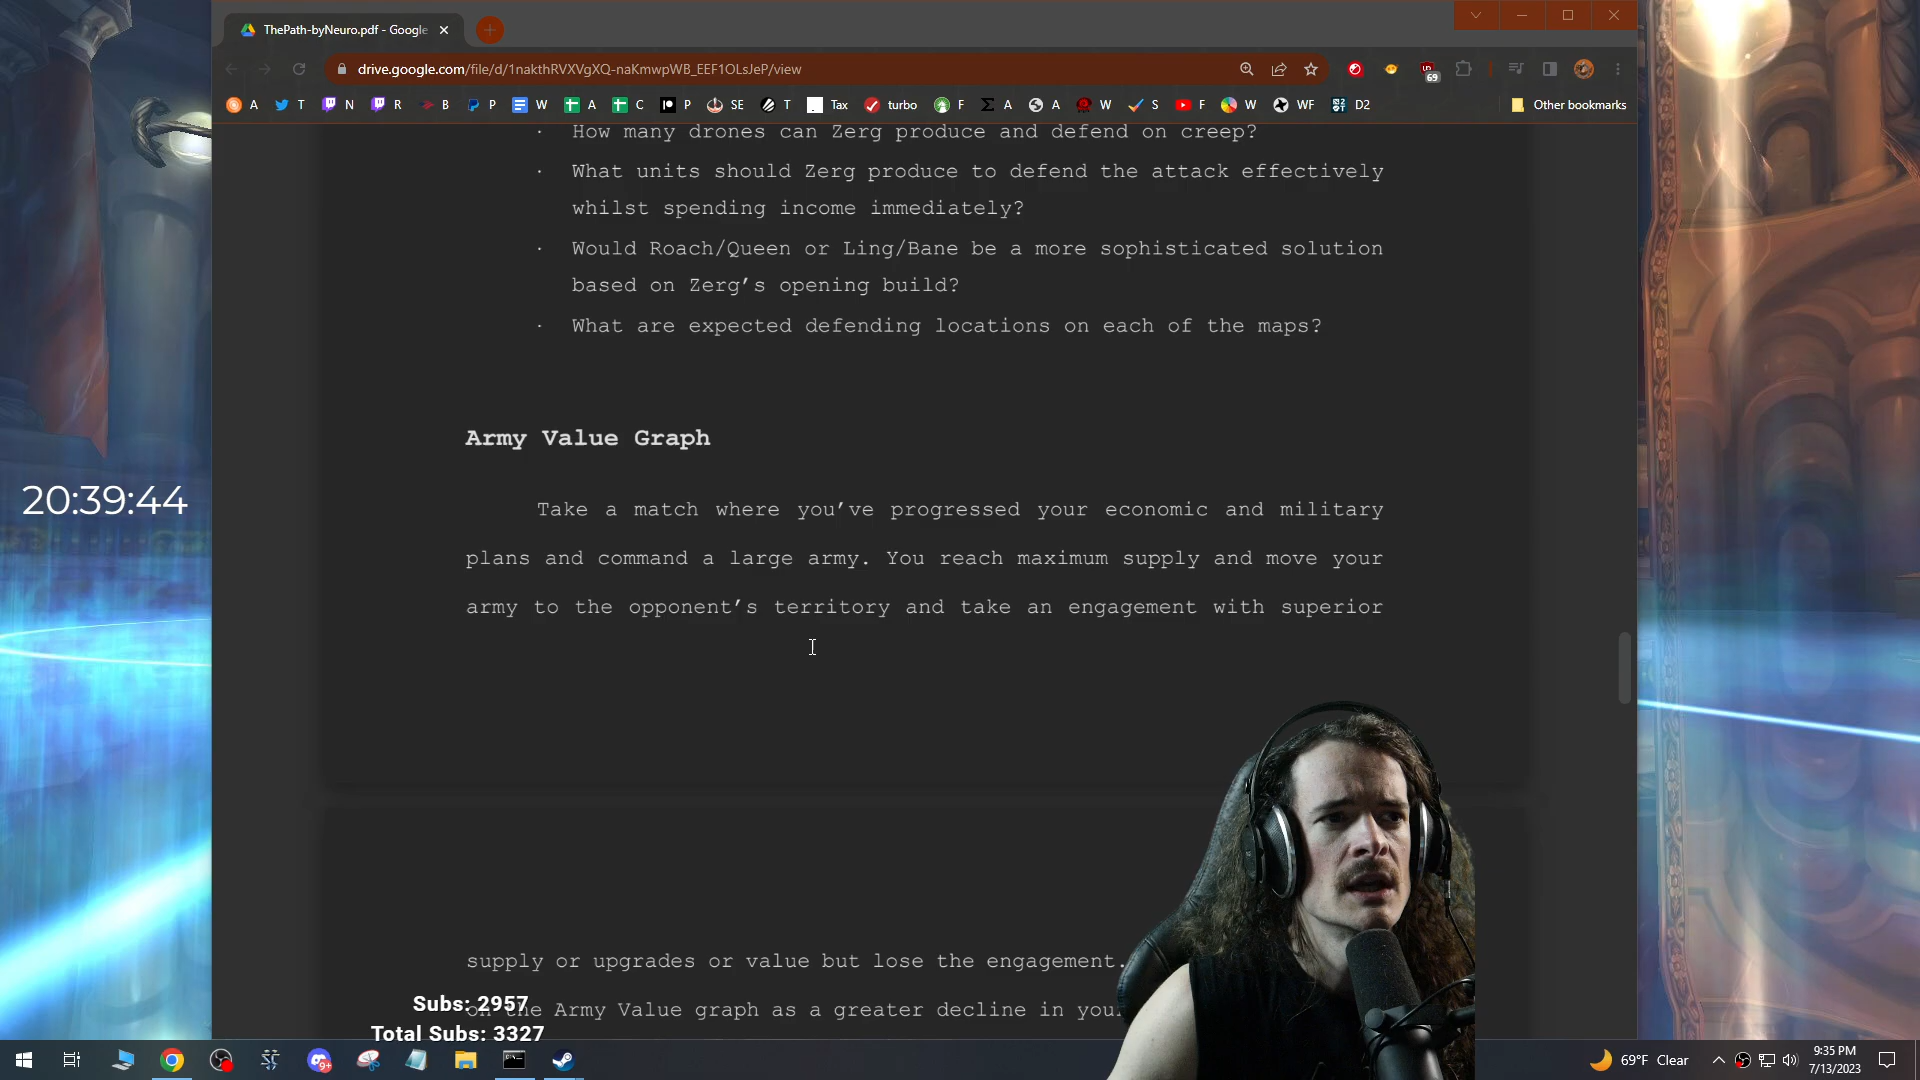 ThePath-byNeuro.pdf - Google
drive.google.com/file/d/1nakthRVXVgXQ-naKmwpWB_EEF1OLsJeP/view
69
A T N R B P W A C P SE T Tax turbo F A A W S F W WF D2 Other bookmarks
· How many drones can Zerg produce and defend on creep?
· What units should Zerg produce to defend the attack effectively
whilst spending income immediately?
· Would Roach/Queen or Ling/Bane be a more sophisticated solution
based on Zerg’s opening build?
· What are expected defending locations on each of the maps?
Army Value Graph
20:39:44
Take a match where you’ve progressed your economic and military
plans and command a large army. You reach maximum supply and move your
army to the opponent’s territory and take an engagement with superior
supply or upgrades or value but lose the engagement.
Subs: 2957
the Army Value graph as a greater decline in
Total Subs: 3327
9+
69°F Clear
9:35 PM
7/13/2023